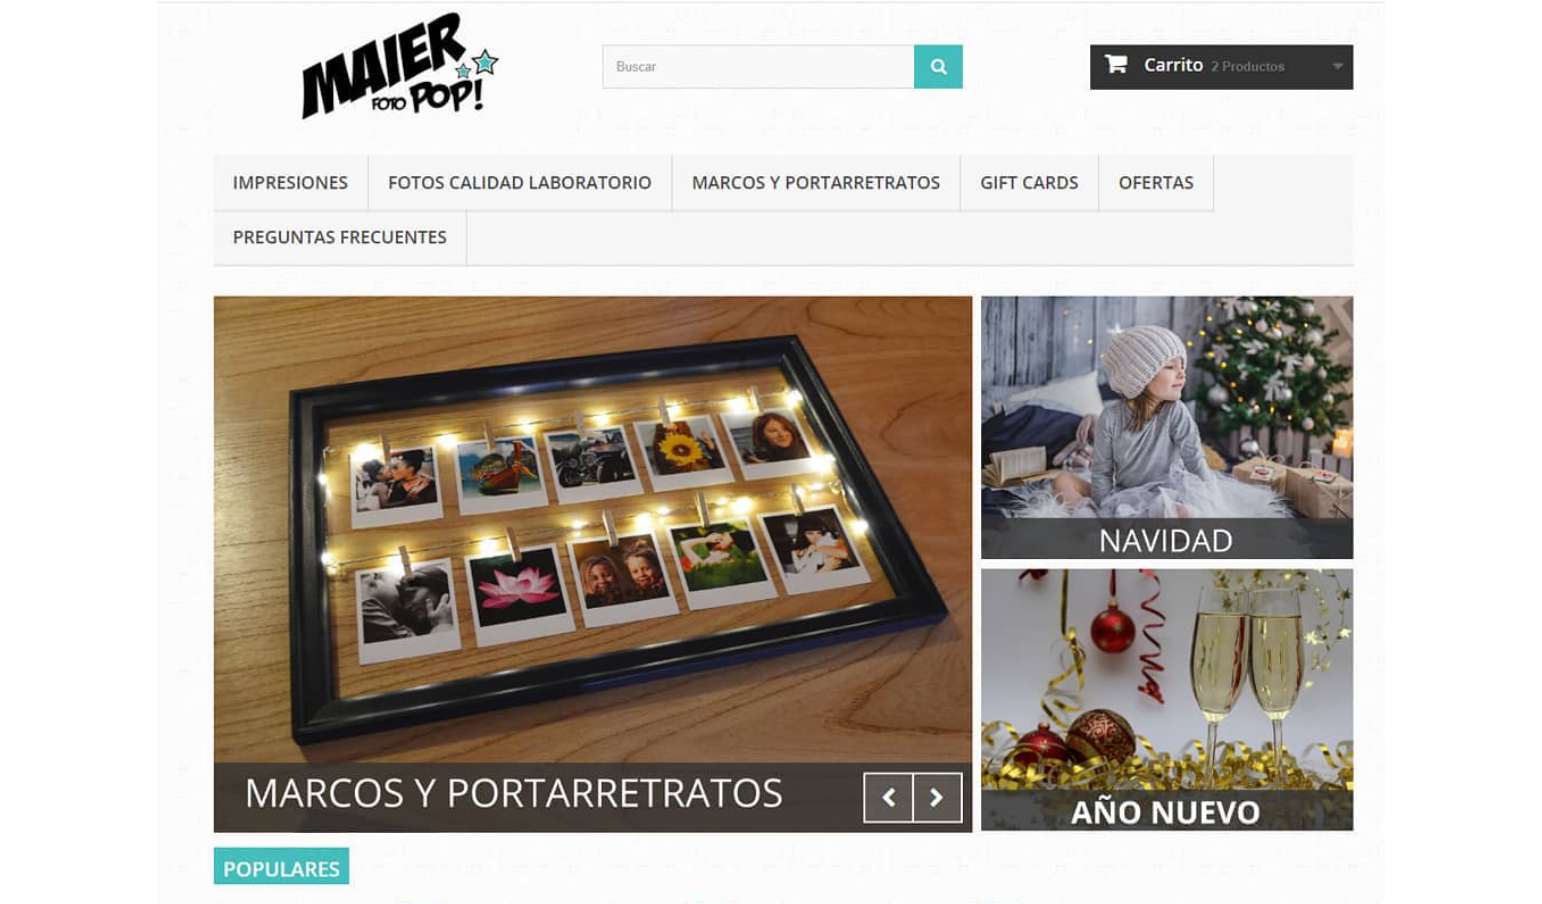 MAIER
FOTO POP!
Buscar
Carrito 2 Productos
IMPRESIONES
FOTOS CALIDAD LABORATORIO
MARCOS Y PORTARRETRATOS
GIFT CARDS
OFERTAS
PREGUNTAS FRECUENTES
MARCOS Y PORTARRETRATOS
NAVIDAD
AÑO NUEVO
POPULARES